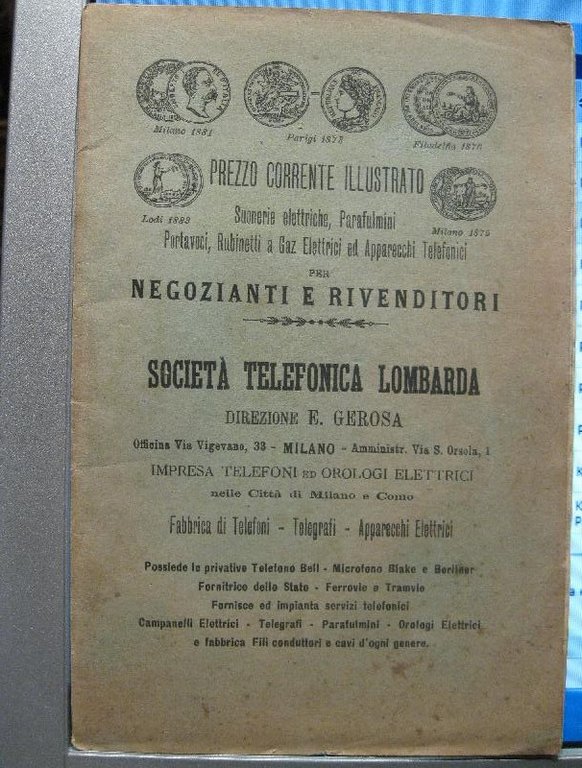 Milano 1881
Parigi 1878
Filadelfia 1876
PREZZO CORRENTE ILLUSTRATO
Lodi 1883
Milano 1879
Suonerie elettriche, Parafulmini
Portavoci, Rubinetti a Gaz Elettrici ed Apparecchi Telefonici
PER
NEGOZIANTI E RIVENDITORI
SOCIETÀ TELEFONICA LOMBARDA
DIREZIONE E. GEROSA
Officina Via Vigevano, 33 - MILANO - Amministr. Via S. Orsola, 1
IMPRESA TELEFONI ED OROLOGI ELETTRICI
nelle Città di Milano e Como
Fabbrica di Telefoni - Telegrafi - Apparecchi Elettrici
Possiede le privative Telefono Bell - Microfono Blake e Berliner
Fornitrice dello Stato - Ferrovie e Tramvie
Fornisce ed impianta servizi telefonici
Campanelli Elettrici - Telegrafi - Parafulmini - Orologi Elettrici
e fabbrica Fili conduttori e cavi d'ogni genere.